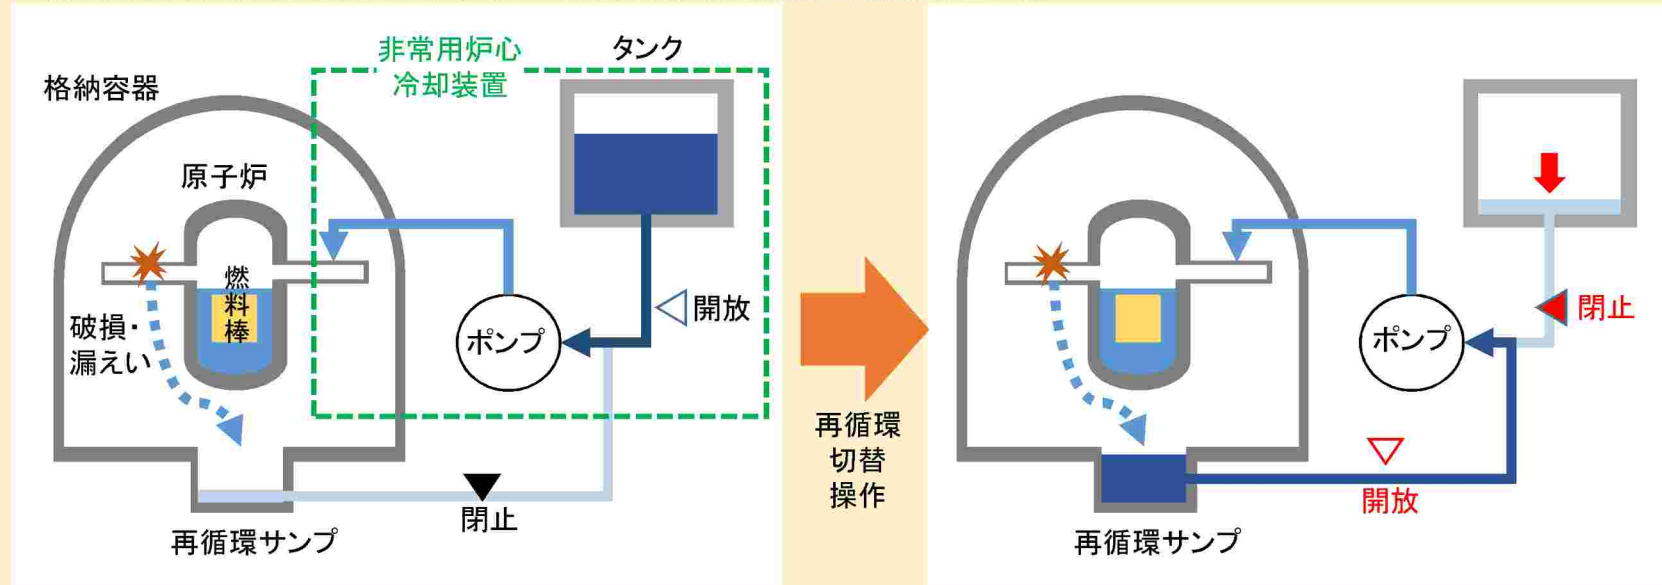 非常用炉心
冷却装置
タンク
格納容器
原子炉
燃料棒
破損・
漏えい
ポンプ
開放
閉止
再循環サンプ
再循環
切替
操作
ポンプ
閉止
開放
再循環サンプ